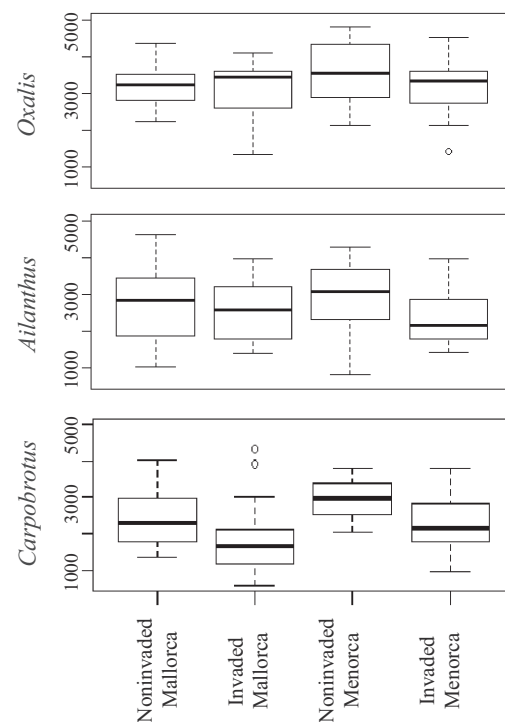 Oxalis
5000
3000
1000
Ailanthus
5000
3000
1000
Carpobrotus
5000
3000
1000
Noninvaded
Mallorca
Invaded
Mallorca
Noninvaded
Menorca
Invaded
Menorca